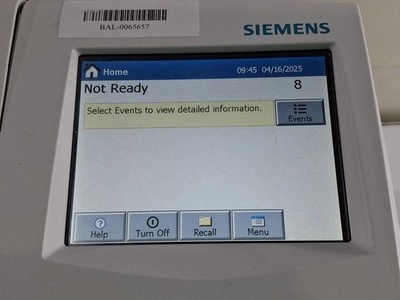 BAL-0065657
SIEMENS
Home 09:45 04/16/2025
Not Ready 8
Select Events to view detailed information.
Events
Help Turn Off Recall Menu